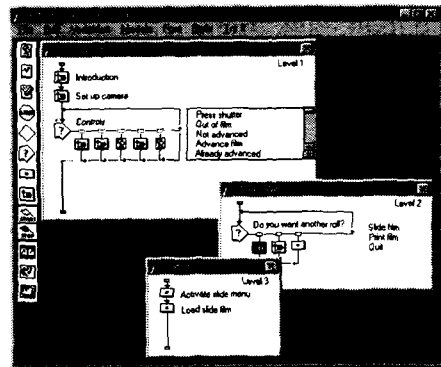 Level 1
Introduction
Set up camera
Controls
Press shutter
Out of film
Not advanced
Advance film
Already advanced
?
Level 2
Do you want another roll?
?
Slide film
Print film
Quit
Level 3
Activate slide menu
Load slide film